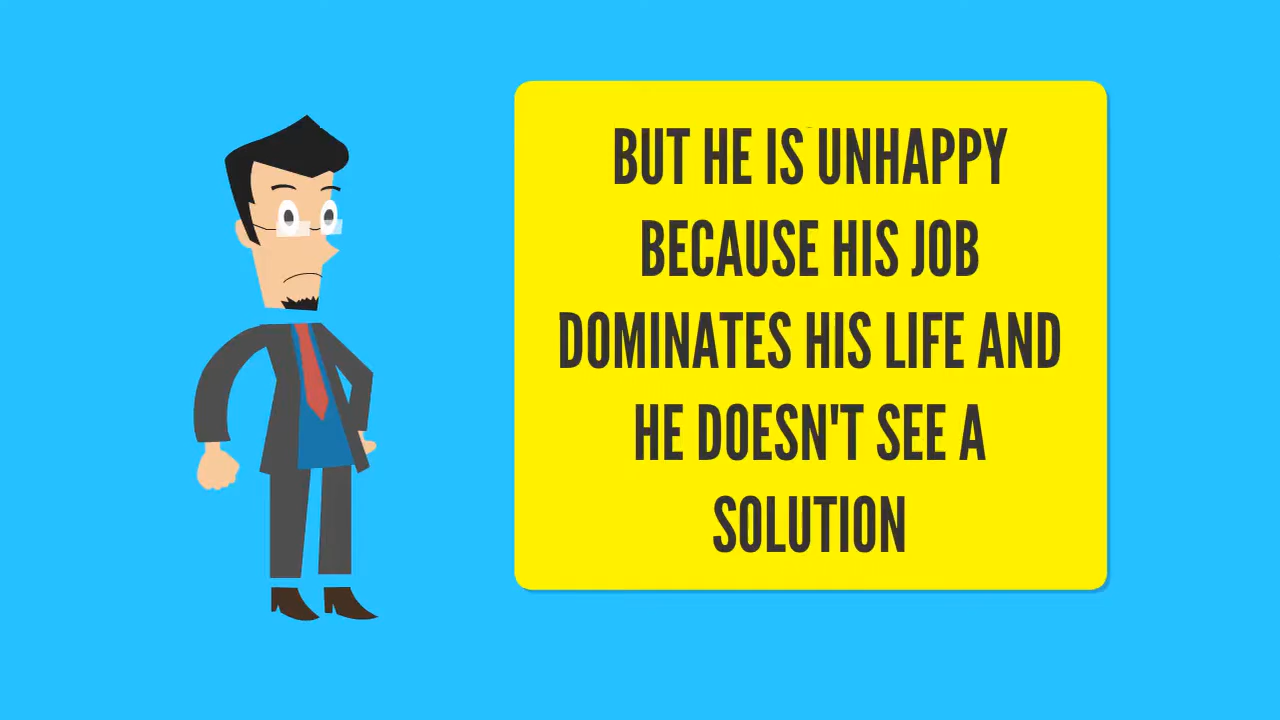 BUT HE IS UNHAPPY
BECAUSE HIS JOB
DOMINATES HIS LIFE AND
HE DOESN'T SEE A
SOLUTION